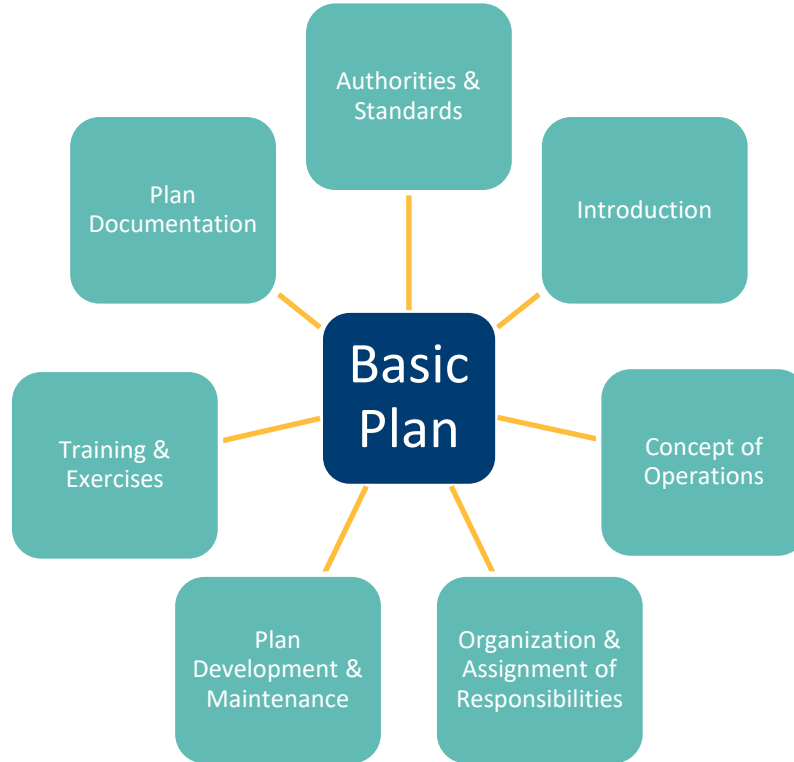 Authorities &
Standards
Introduction
Concept of
Operations
Organization &
Assignment of
Responsibilities
Plan
Development &
Maintenance
Training &
Exercises
Plan
Documentation
Basic
Plan